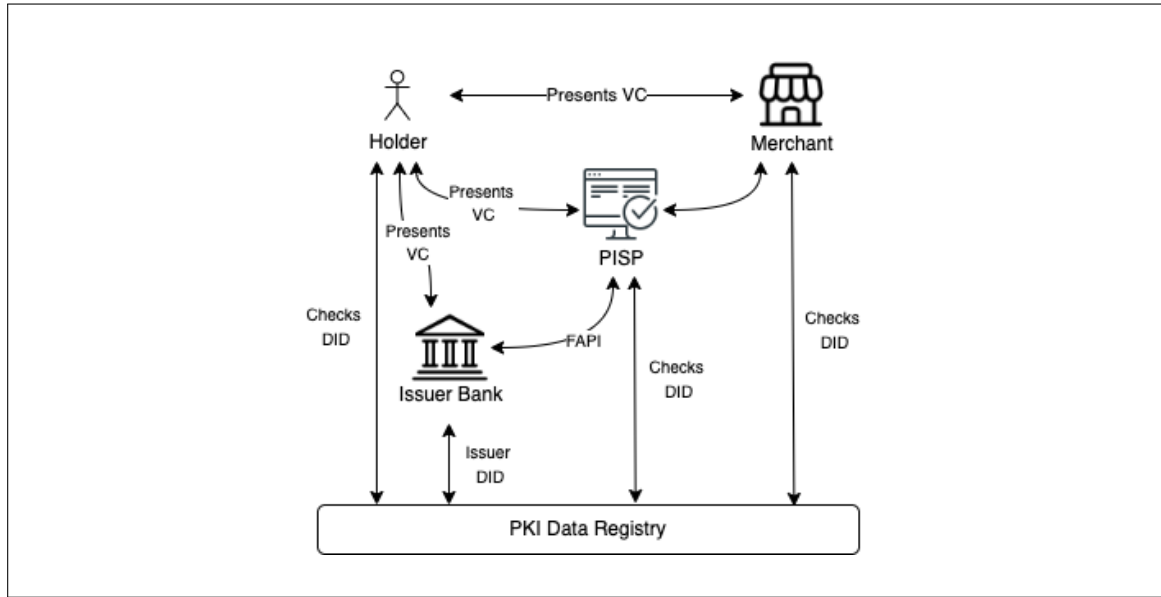 Presents VC
Holder
Merchant
Presents
VC
Presents
VC
PISP
Checks
DID
FAPI
Checks
DID
Checks
DID
Issuer Bank
Issuer
DID
PKI Data Registry